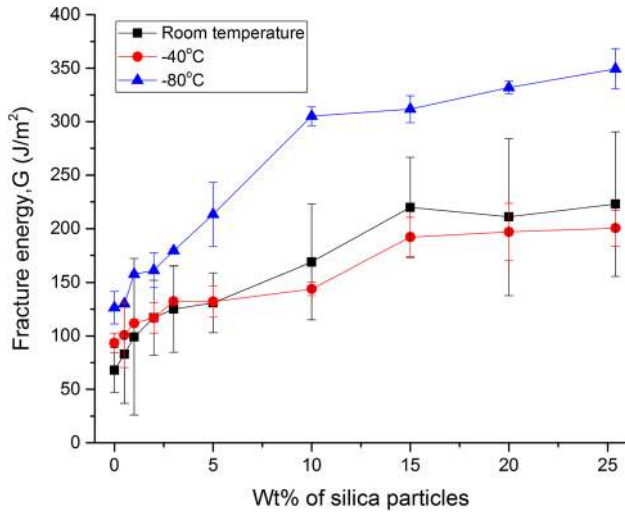 400
350
300
250
200
150
100
50
0
Fracture energy,G (J/m²)
Room temperature
-40°C
-80°C
0 5 10 15 20 25
Wt% of silica particles